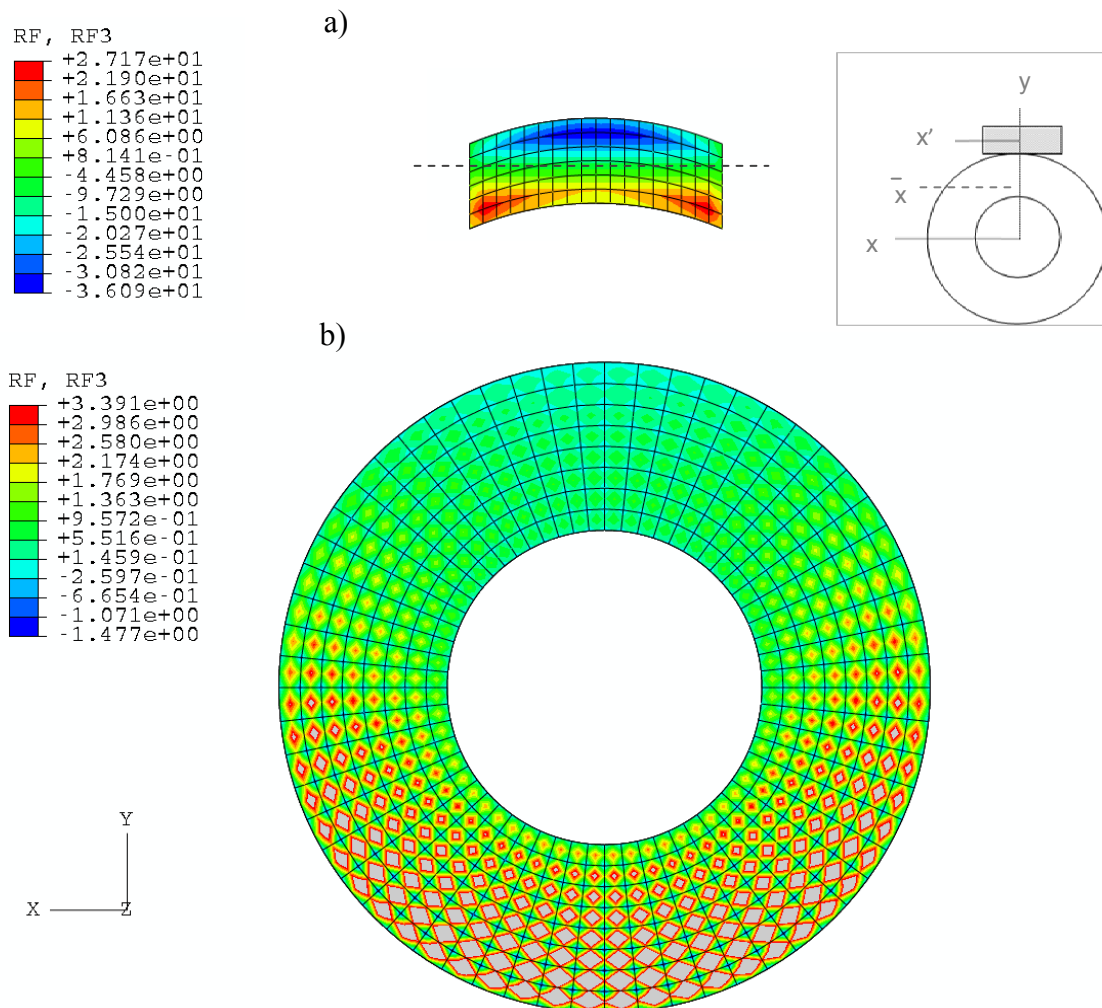 a)
RF, RF3
+2.717e+01
+2.190e+01
+1.663e+01
+1.136e+01
+6.086e+00
+8.141e-01
-4.458e+00
-9.729e+00
-1.500e+01
-2.027e+01
-2.554e+01
-3.082e+01
-3.609e+01
y
x'
x̄
x
b)
RF, RF3
+3.391e+00
+2.986e+00
+2.580e+00
+2.174e+00
+1.769e+00
+1.363e+00
+9.572e-01
+5.516e-01
+1.459e-01
-2.597e-01
-6.654e-01
-1.071e+00
-1.477e+00
Y
X
Z